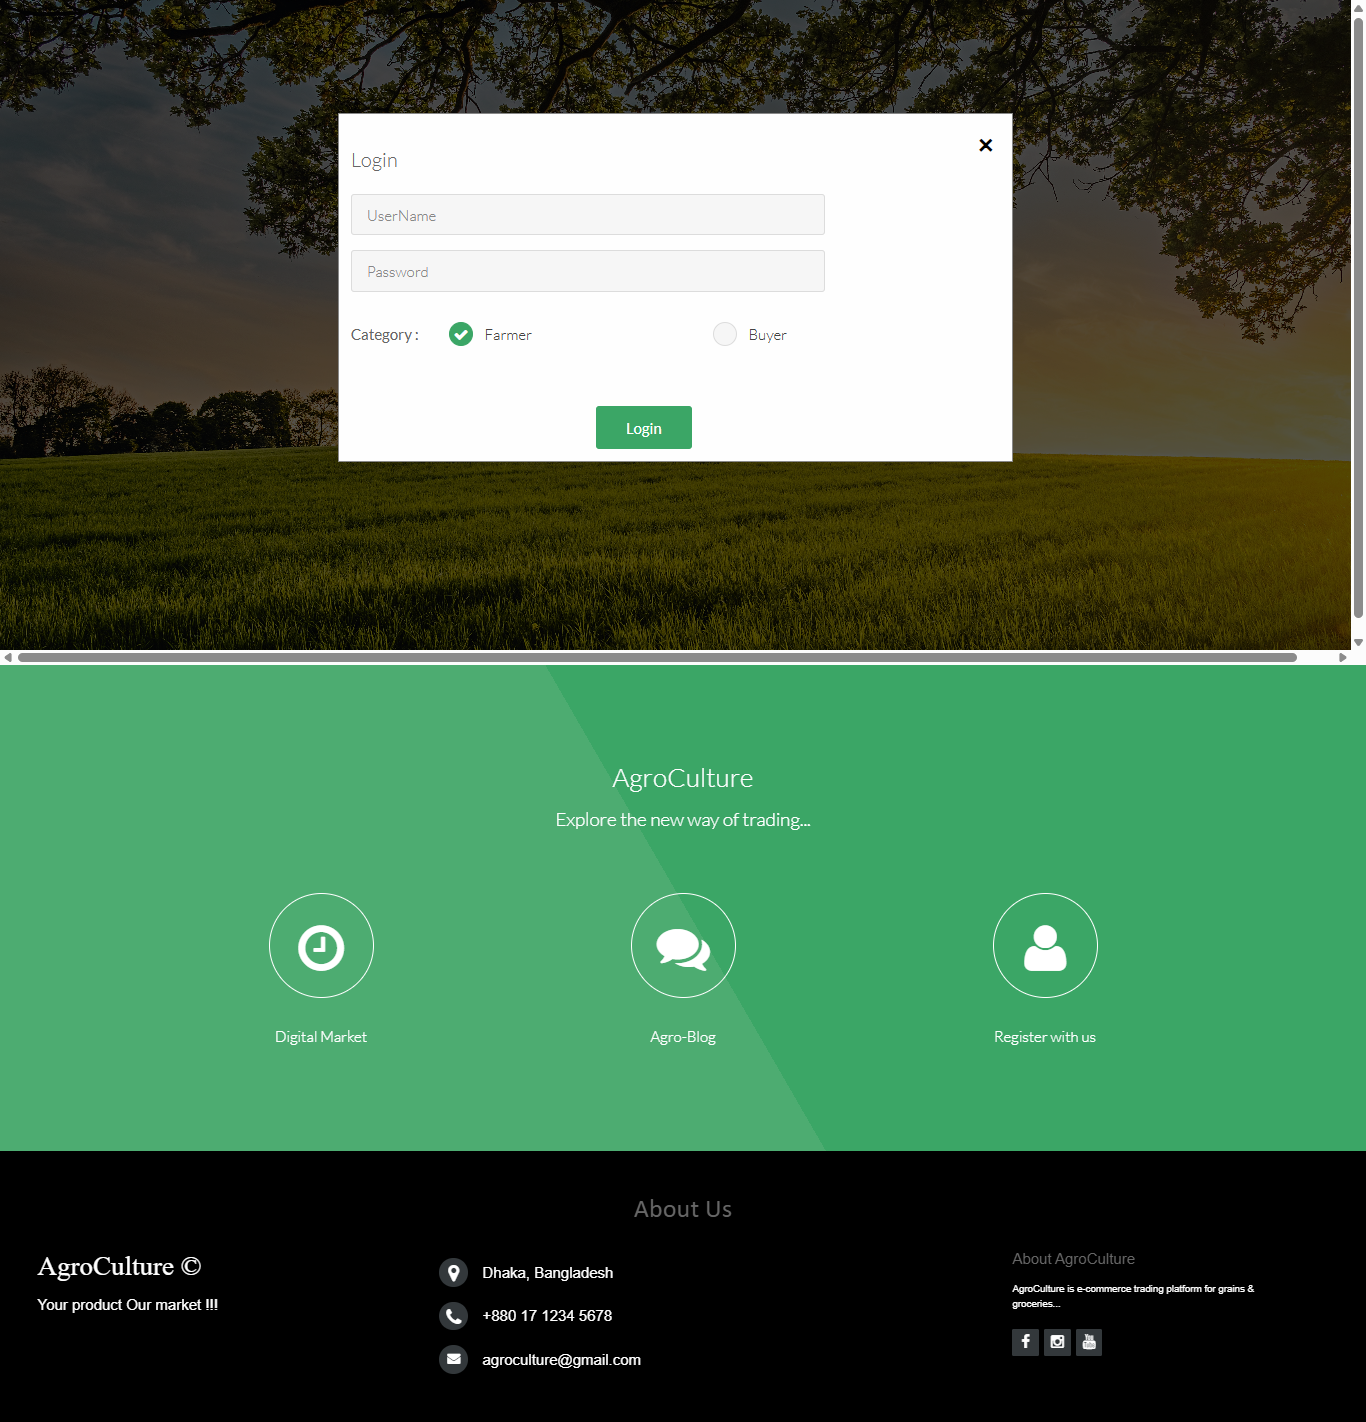 Login
UserName
Password
Category :
Farmer
Buyer
Login
AgroCulture
Explore the new way of trading...
Digital Market
Agro-Blog
Register with us
About Us
AgroCulture ©
Your product Our market !!!
Dhaka, Bangladesh
+880 17 1234 5678
agroculture@gmail.com
About AgroCulture
AgroCulture is e-commerce trading platform for grains &
groceries...
You
Tube